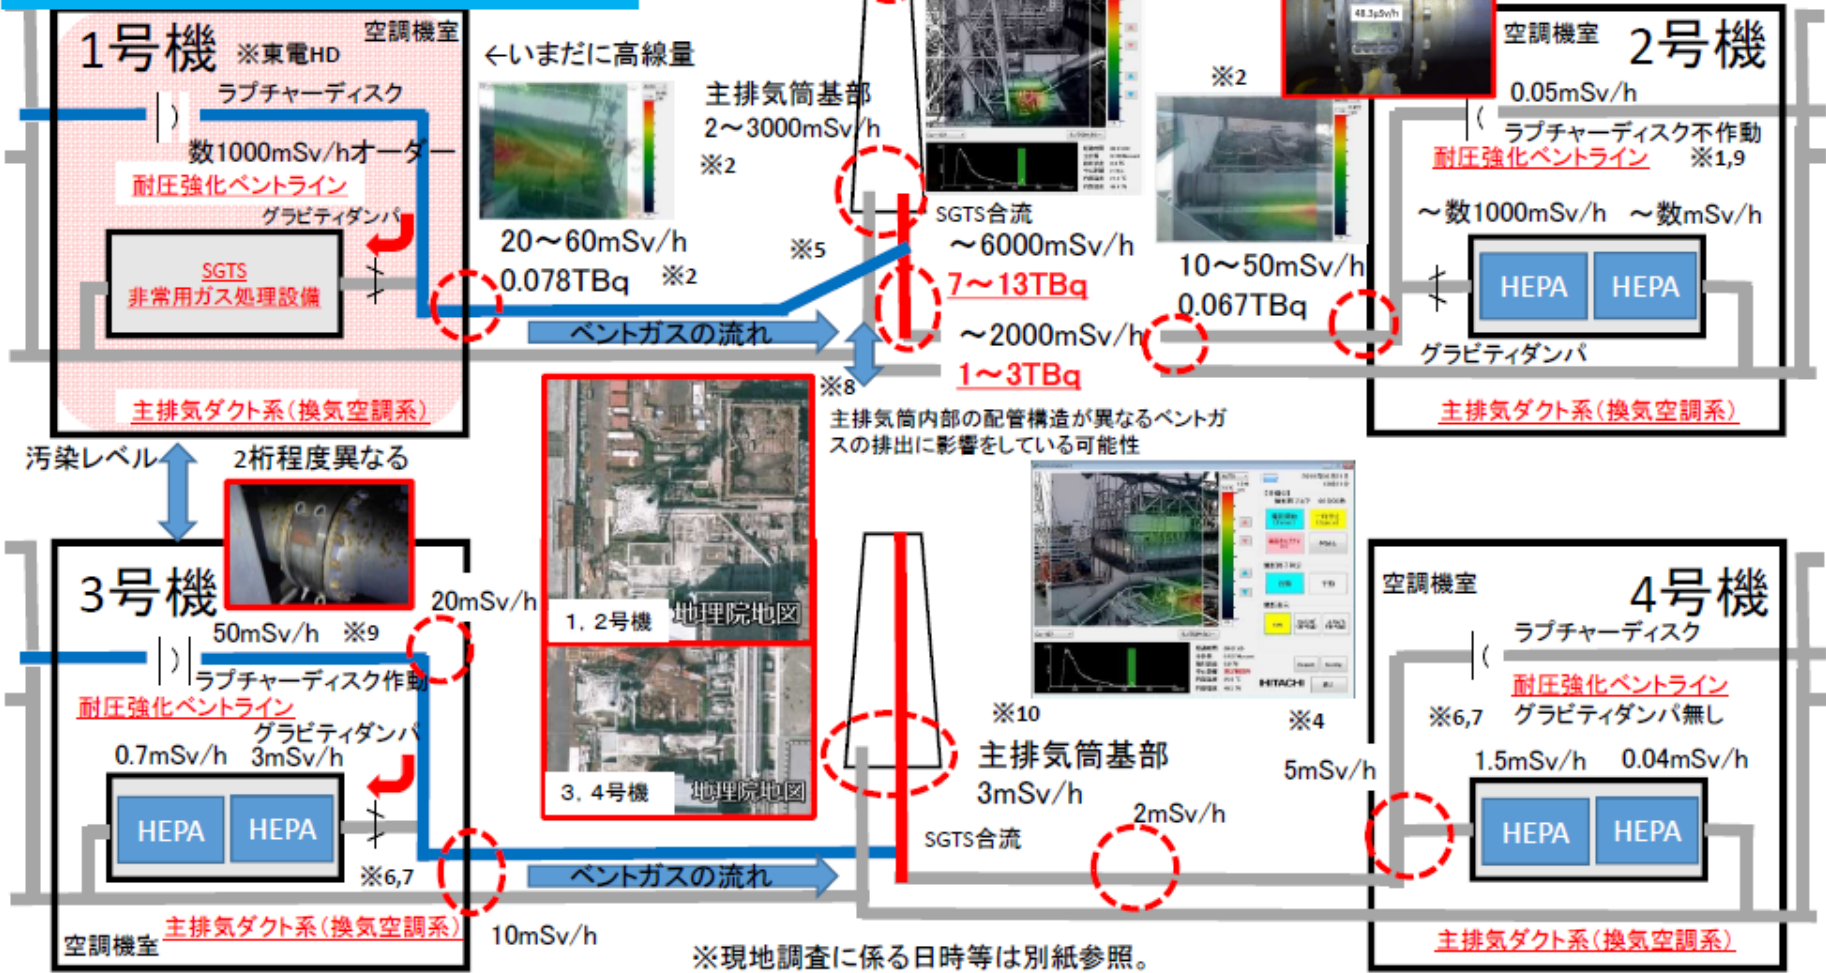 1号機 ※東電HD
空調機室
ラプチャーディスク
数1000mSv/hオーダー
耐圧強化ベントライン
グラビティダンパ
SGTS
非常用ガス処理設備
主排気ダクト系(換気空調系)
←いまだに高線量
20～60mSv/h
0.078TBq ※2
主排気筒基部
2～3000mSv/h
※2
※5
SGTS合流
～6000mSv/h
7～13TBq
～2000mSv/h
1～3TBq
ベントガスの流れ
※8
主排気筒内部の配管構造が異なるベントガ
スの排出に影響をしている可能性
※2
10～50mSv/h
0.067TBq
48.3μSv/h
空調機室 2号機
0.05mSv/h
ラプチャーディスク不作動
耐圧強化ベントライン ※1,9
～数1000mSv/h ～数mSv/h
HEPA HEPA
グラビティダンパ
主排気ダクト系(換気空調系)
汚染レベル 2桁程度異なる
3号機
50mSv/h ※9
20mSv/h
ラプチャーディスク作動
耐圧強化ベントライン
グラビティダンパ
0.7mSv/h 3mSv/h
HEPA HEPA
※6,7
主排気ダクト系(換気空調系)
空調機室
10mSv/h
1,2号機 地理院地図
3,4号機 地理院地図
ベントガスの流れ
HITACHI
※10
※4
主排気筒基部
3mSv/h
SGTS合流
2mSv/h
5mSv/h
空調機室 4号機
ラプチャーディスク
耐圧強化ベントライン
※6,7 グラビティダンパ無し
1.5mSv/h 0.04mSv/h
HEPA HEPA
主排気ダクト系(換気空調系)
※現地調査に係る日時等は別紙参照。